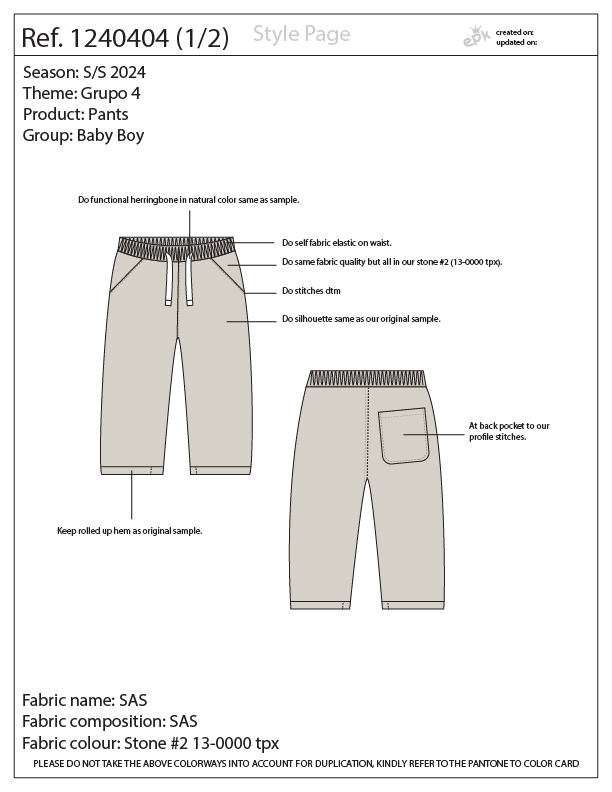 Ref. 1240404 (1/2)
Style Page
epk
created on:
updated on:
Season: S/S 2024
Theme: Grupo 4
Product: Pants
Group: Baby Boy
Do functional herringbone in natural color same as sample.
Do self fabric elastic on waist.
Do same fabric quality but all in our stone #2 (13-0000 tpx).
Do stitches dtm
Do silhouette same as our original sample.
At back pocket to our
profile stitches.
Keep rolled up hem as original sample.
Fabric name: SAS
Fabric composition: SAS
Fabric colour: Stone #2 13-0000 tpx
PLEASE DO NOT TAKE THE ABOVE COLORWAYS INTO ACCOUNT FOR DUPLICATION, KINDLY REFER TO THE PANTONE TO COLOR CARD